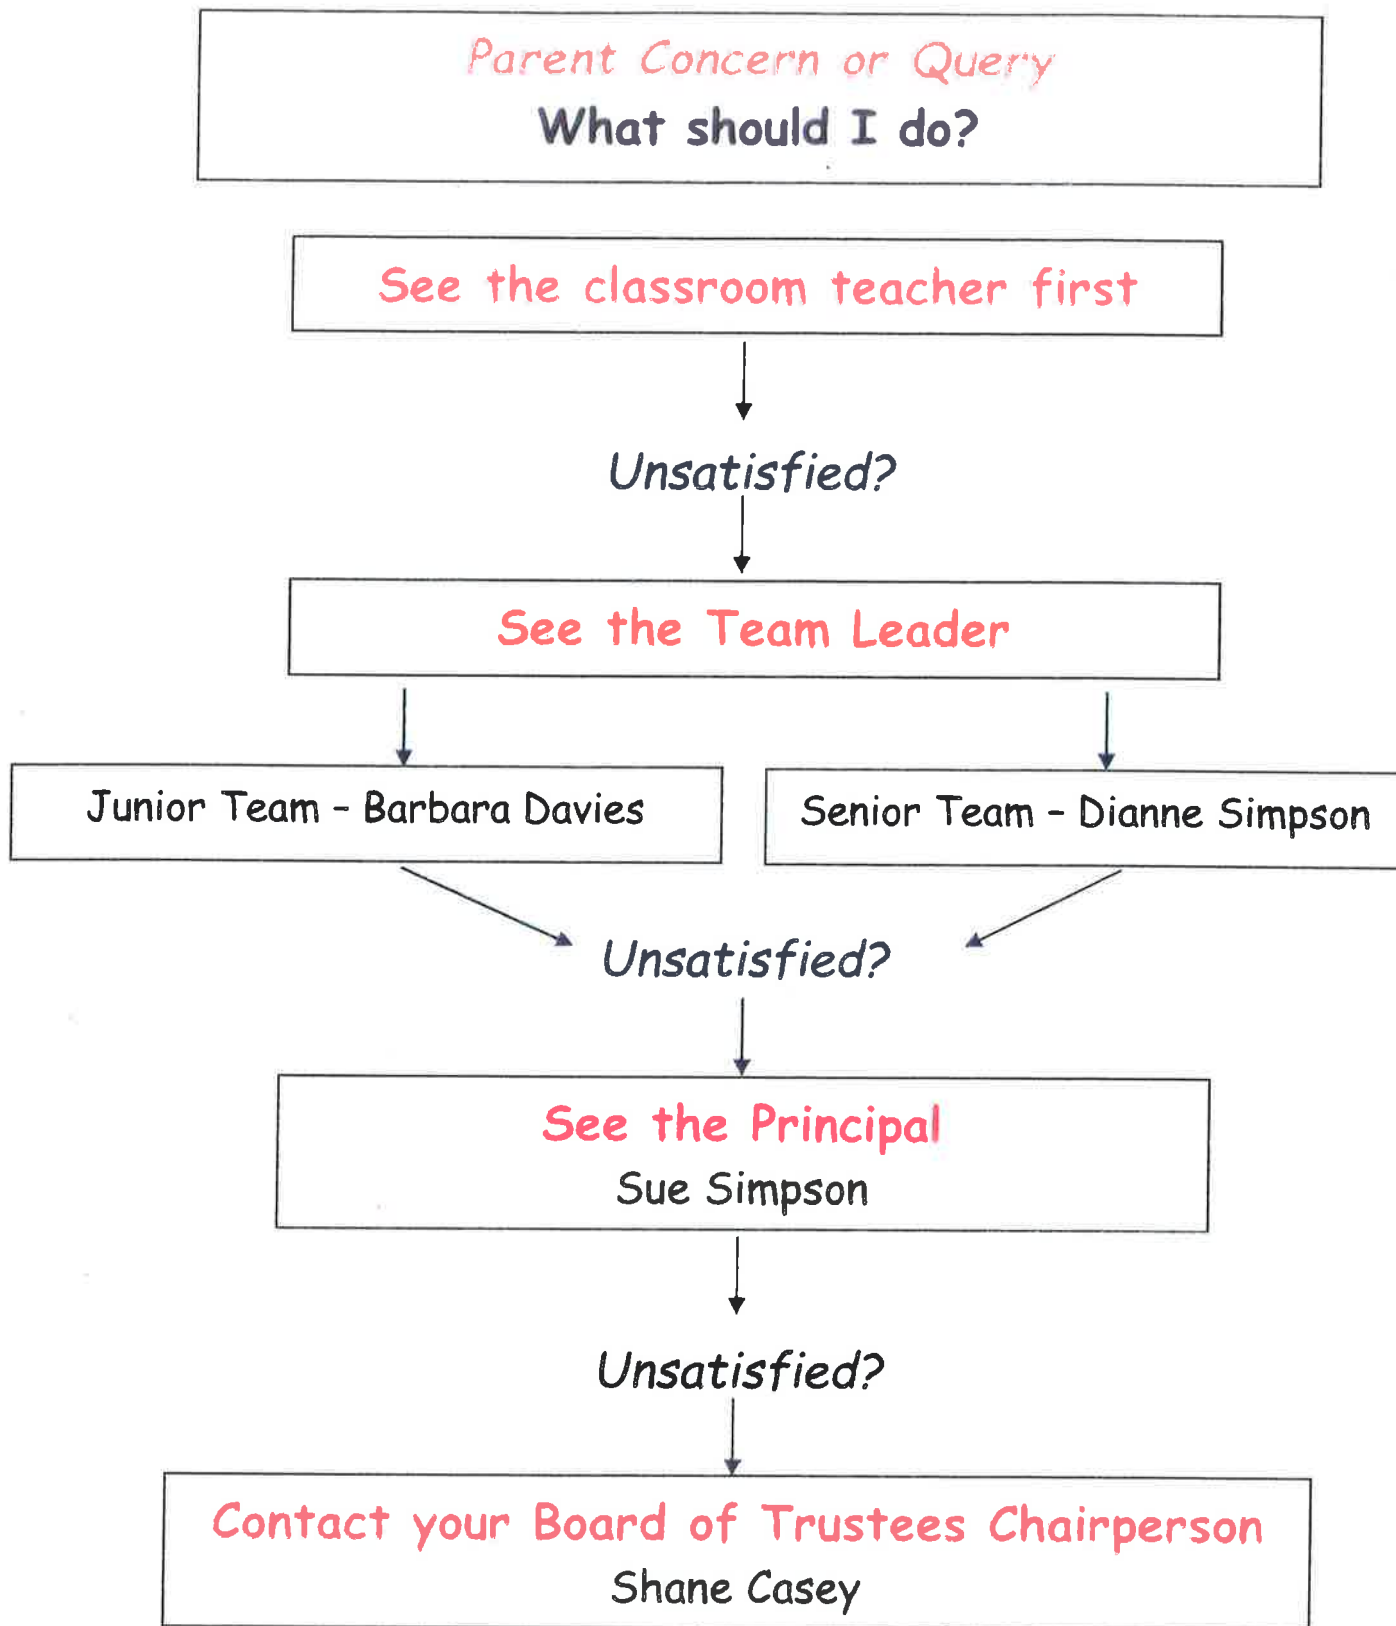 Parent Concern or Query
What should I do?
See the classroom teacher first
Unsatisfied?
See the Team Leader
Junior Team – Barbara Davies
Senior Team – Dianne Simpson
Unsatisfied?
See the Principal
Sue Simpson
Unsatisfied?
Contact your Board of Trustees Chairperson
Shane Casey